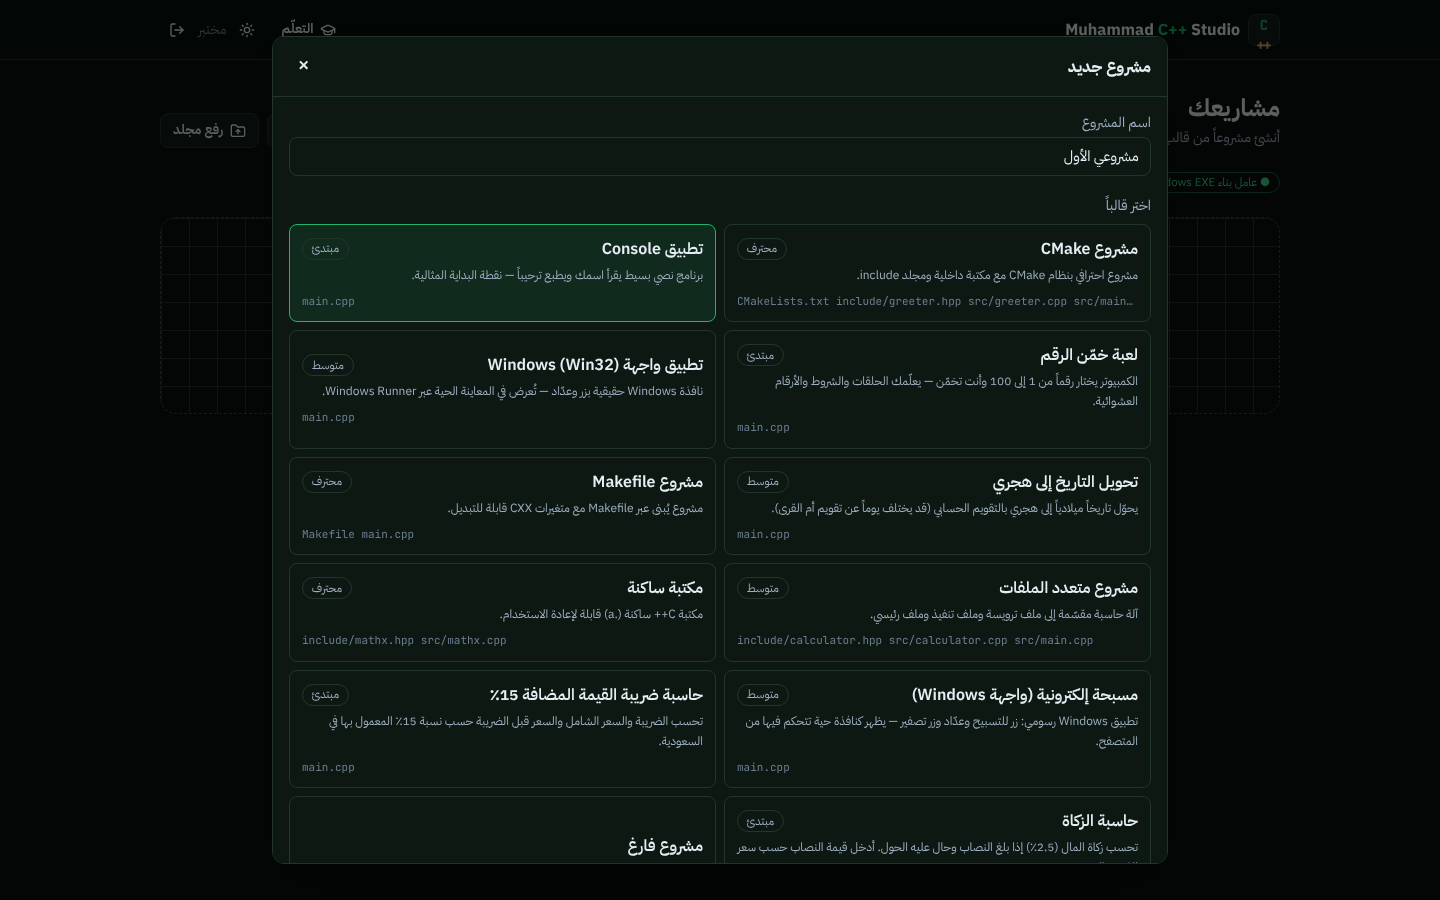 Muhammad C++ Studio
C
++
التعلّم
مختبر
مشاريعك
رفع مجلد
مشروع جديد
×
اسم المشروع
مشروعي الأول
اختر قالباً
مشروع CMake
محترف
مشروع احترافي بنظام CMake مع مكتبة داخلية ومجلد include.
CMakeLists.txt include/greeter.hpp src/greeter.cpp src/main…
تطبيق Console
مبتدئ
برنامج نصي بسيط يقرأ اسمك ويطبع ترحيباً — نقطة البداية المثالية.
main.cpp
لعبة خمّن الرقم
مبتدئ
الكمبيوتر يختار رقماً من 1 إلى 100 وأنت تخمّن — يعلّمك الحلقات والشروط والأرقام
العشوائية.
main.cpp
تطبيق واجهة Windows (Win32)
متوسط
نافذة Windows حقيقية بزر وعدّاد — تُعرض في المعاينة الحية عبر Windows Runner.
main.cpp
تحويل التاريخ إلى هجري
متوسط
يحوّل تاريخاً ميلادياً إلى هجري بالتقويم الحسابي (قد يختلف يوماً عن تقويم أم القرى).
main.cpp
مشروع Makefile
محترف
مشروع يُبنى عبر Makefile مع متغيرات CXX قابلة للتبديل.
Makefile main.cpp
مشروع متعدد الملفات
متوسط
آلة حاسبة مقسّمة إلى ملف ترويسة وملف تنفيذ وملف رئيسي.
include/calculator.hpp src/calculator.cpp src/main.cpp
مكتبة ساكنة
محترف
مكتبة C++ ساكنة (.a) قابلة لإعادة الاستخدام.
include/mathx.hpp src/mathx.cpp
مسبحة إلكترونية (واجهة Windows)
متوسط
تطبيق Windows رسومي: زر للتسبيح وعدّاد وزر تصفير — يظهر كنافذة حية تتحكم فيها من
المتصفح.
main.cpp
حاسبة ضريبة القيمة المضافة 15٪
مبتدئ
تحسب الضريبة والسعر الشامل والسعر قبل الضريبة حسب نسبة 15٪ المعمول بها في
السعودية.
main.cpp
حاسبة الزكاة
مبتدئ
تحسب زكاة المال (2.5٪) إذا بلغ النصاب وحال عليه الحول. أدخل قيمة النصاب حسب سعر
مشروع فارغ
أنشئ مشروعاً من قالب
عامل بناء EXE